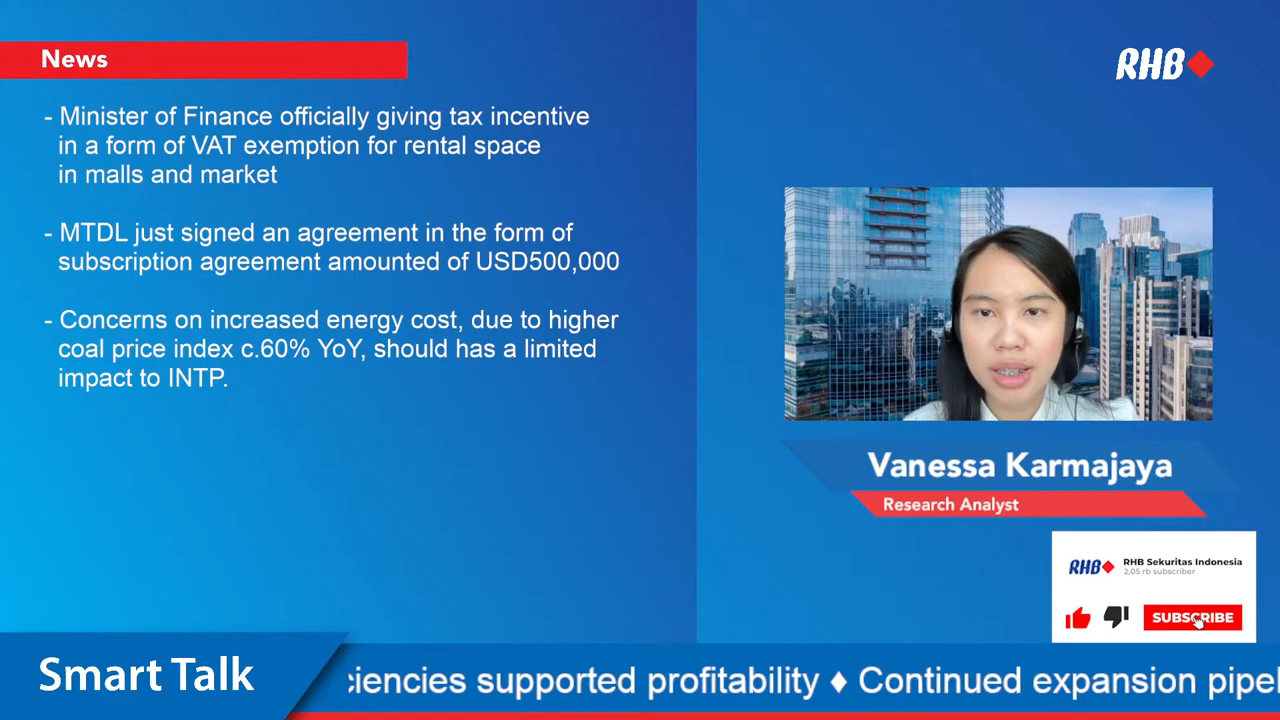 News
RHB
- Minister of Finance officially giving tax incentive
in a form of VAT exemption for rental space
in malls and market
- MTDL just signed an agreement in the form of
subscription agreement amounted of USD500,000
- Concerns on increased energy cost, due to higher
coal price index c.60% YoY, should has a limited
impact to INTP.
Vanessa Karmajaya
Research Analyst
RHB
RHB Sekuritas Indonesia
2,05 rb subscriber
SUBSCRIBE
Smart Talk
iencies supported profitability ♦ Continued expansion pipel